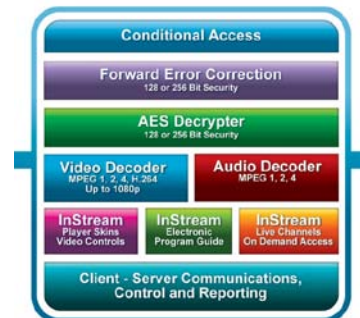 Conditional Access
Forward Error Correction
128 or 256 Bit Security
AES Decrypter
128 or 256 Bit Security
Video Decoder
MPEG 1, 2, 4, H.264
Up to 1080p
Audio Decoder
MPEG 1, 2, 4
InStream
Player Skins
Video Controls
InStream
Electronic
Program Guide
InStream
Live Channels
On Demand Access
Client - Server Communications,
Control and Reporting